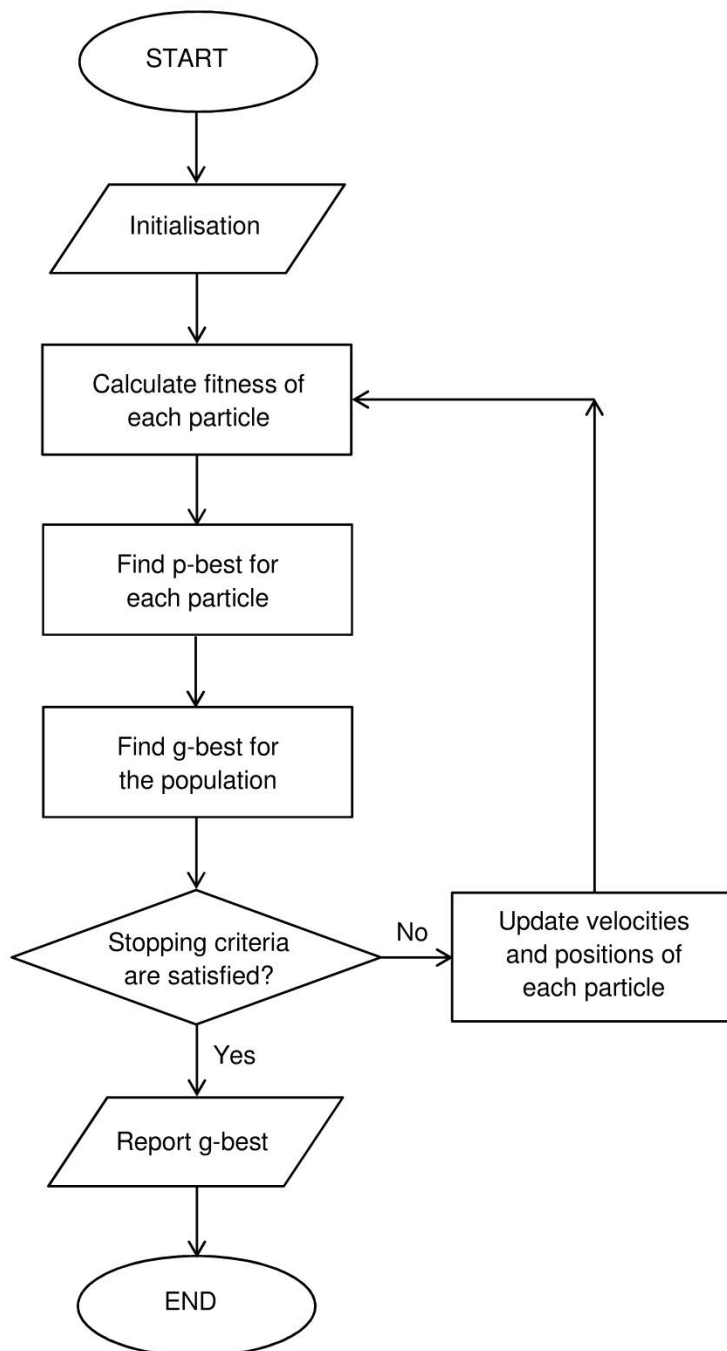 START
Initialisation
Calculate fitness of
each particle
Find p-best for
each particle
Find g-best for
the population
Stopping criteria
are satisfied?
No
Update velocities
and positions of
each particle
Yes
Report g-best
END